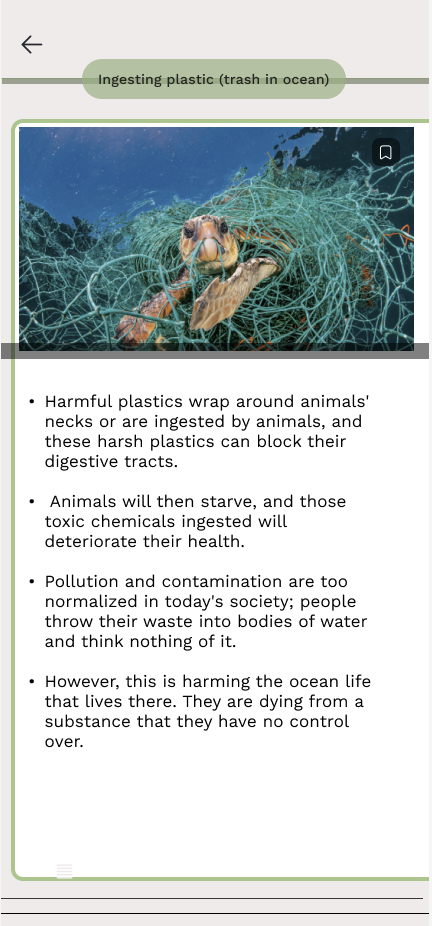 Ingesting plastic (trash in ocean)
• Harmful plastics wrap around animals'
necks or are ingested by animals, and
these harsh plastics can block their
digestive tracts.
• Animals will then starve, and those
toxic chemicals ingested will
deteriorate their health.
• Pollution and contamination are too
normalized in today's society; people
throw their waste into bodies of water
and think nothing of it.
• However, this is harming the ocean life
that lives there. They are dying from a
substance that they have no control
over.